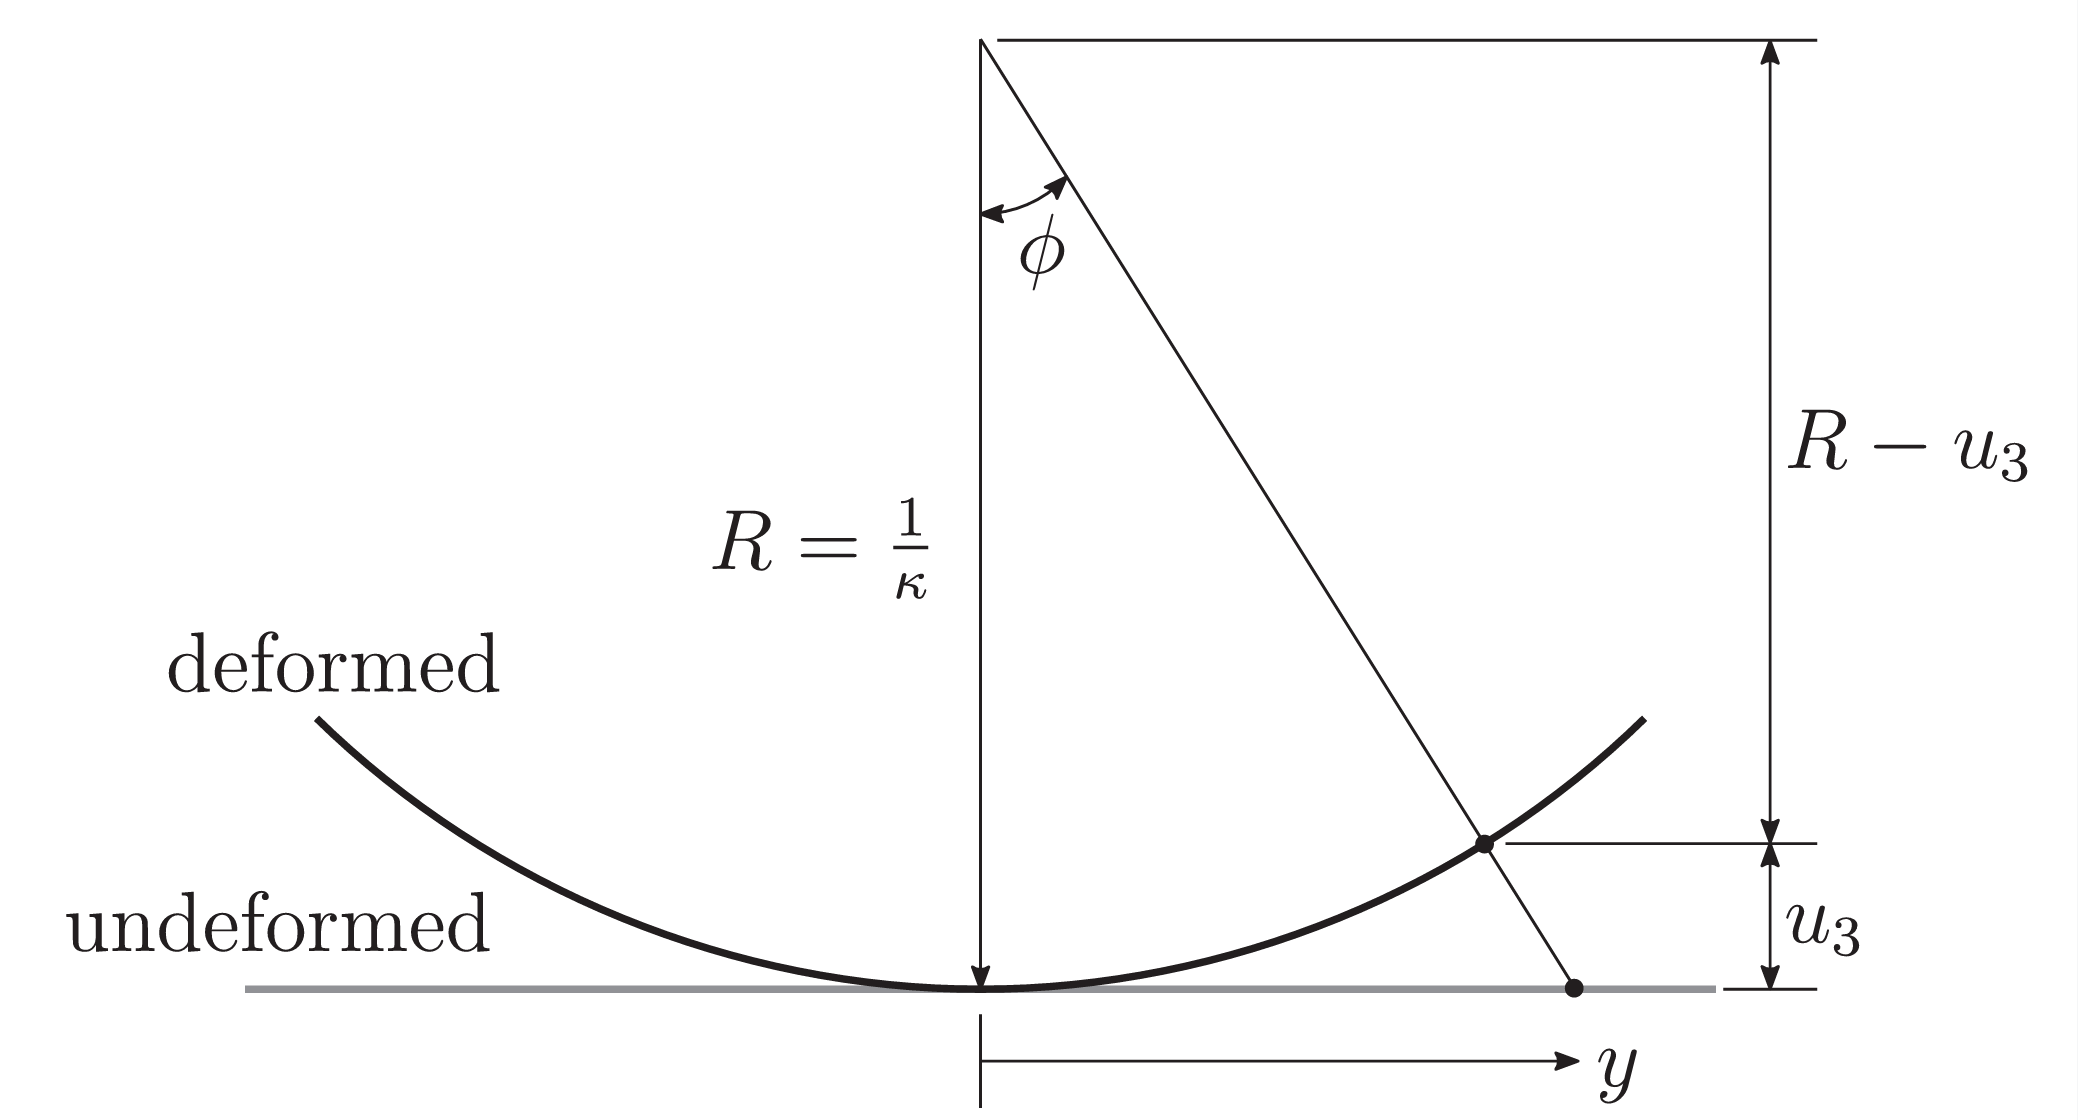 ϕ
R − u₃
R = 1/κ
deformed
undeformed
u₃
y